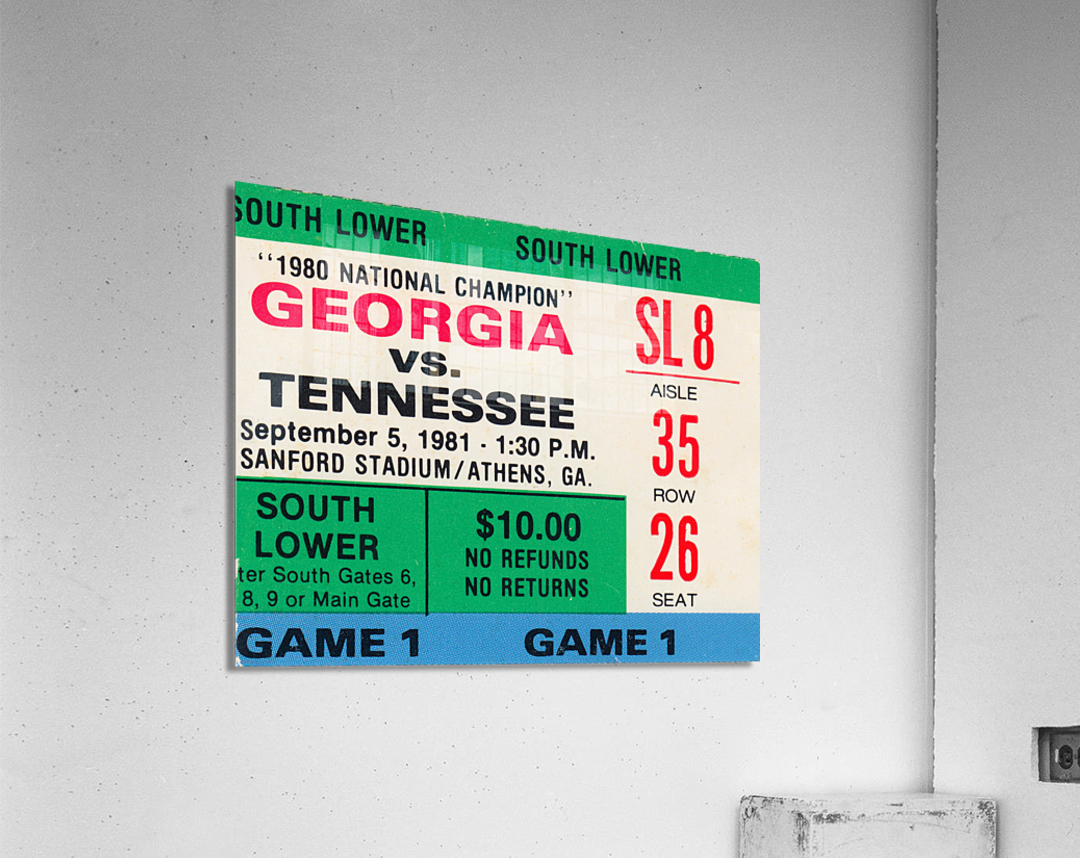 SOUTH LOWER SOUTH LOWER
“1980 NATIONAL CHAMPION”
GEORGIA
VS.
TENNESSEE
September 5, 1981 - 1:30 P.M.
SANFORD STADIUM/ATHENS, GA.
SOUTH
LOWER
ter South Gates 6,
8, 9 or Main Gate
$10.00
NO REFUNDS
NO RETURNS
SL 8
AISLE
35
ROW
26
SEAT
GAME 1 GAME 1